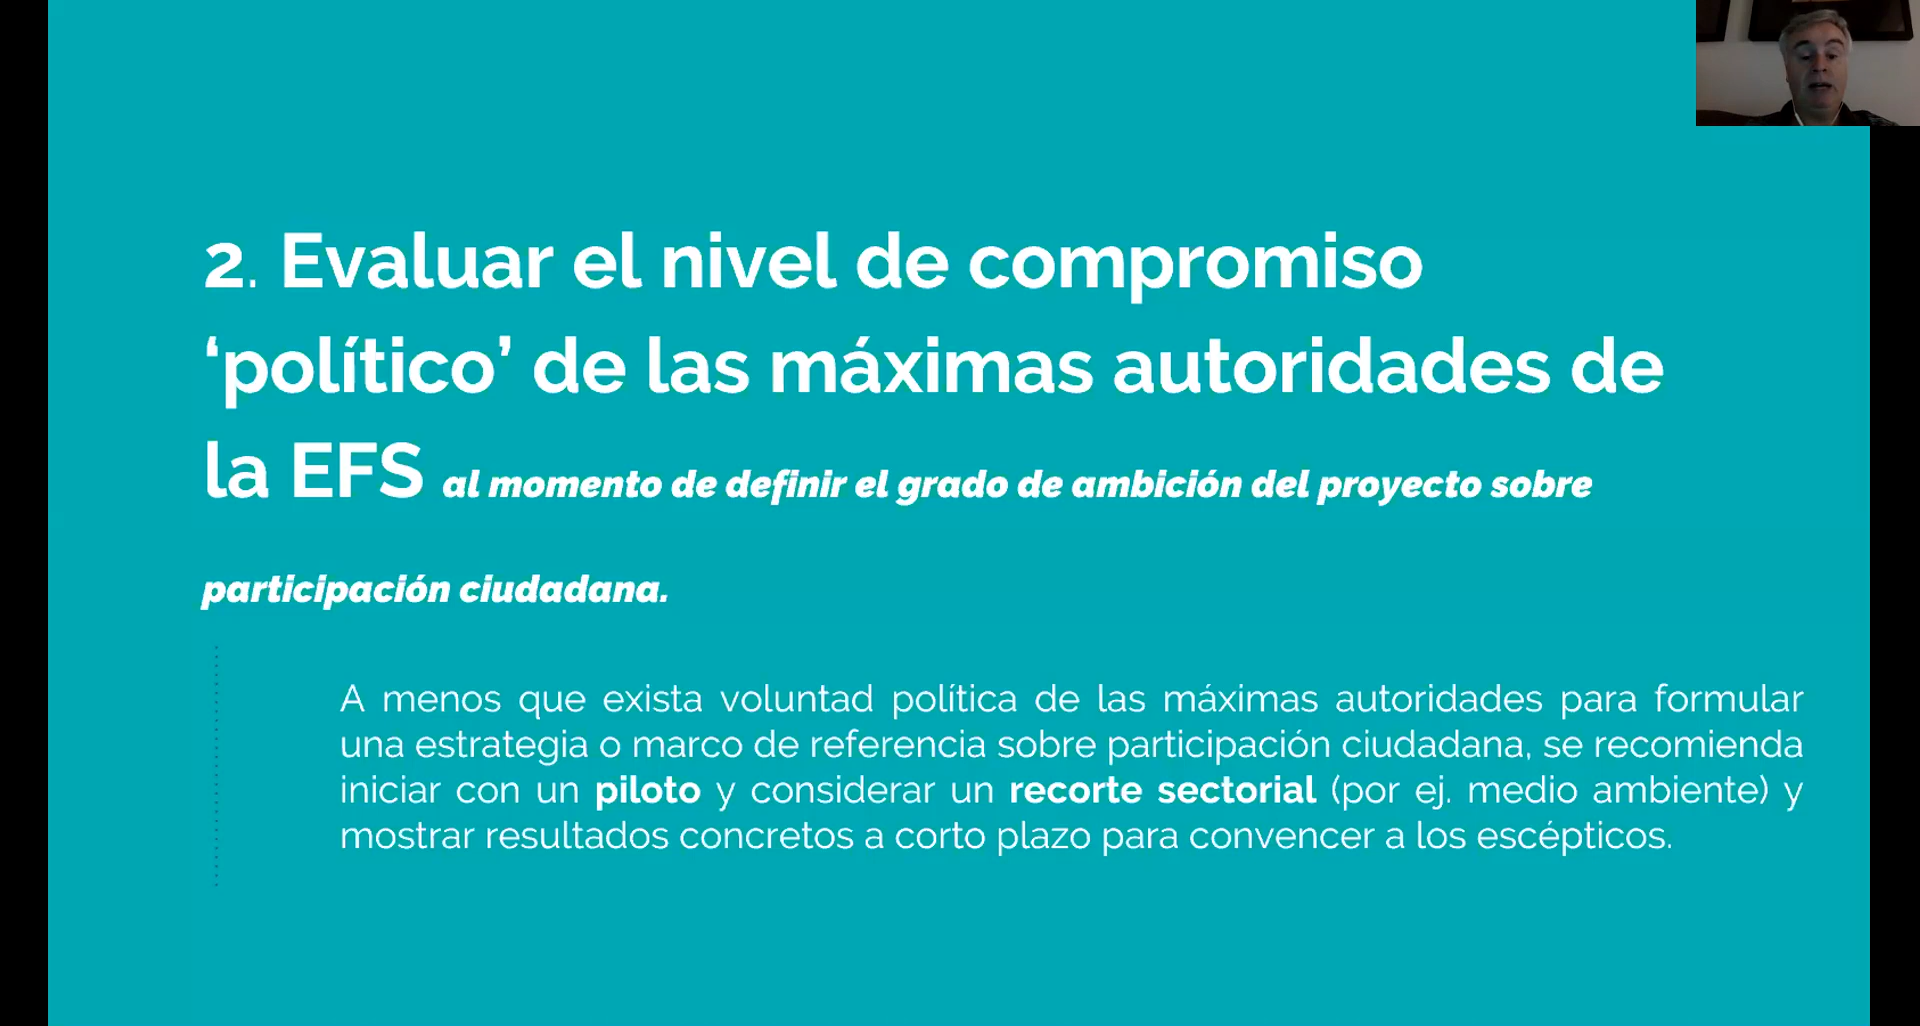 2. Evaluar el nivel de compromiso
‘político’ de las máximas autoridades de
la EFS al momento de definir el grado de ambición del proyecto sobre
participación ciudadana.
A menos que exista voluntad política de las máximas autoridades para formular
una estrategia o marco de referencia sobre participación ciudadana, se recomienda
iniciar con un piloto y considerar un recorte sectorial (por ej. medio ambiente) y
mostrar resultados concretos a corto plazo para convencer a los escépticos.